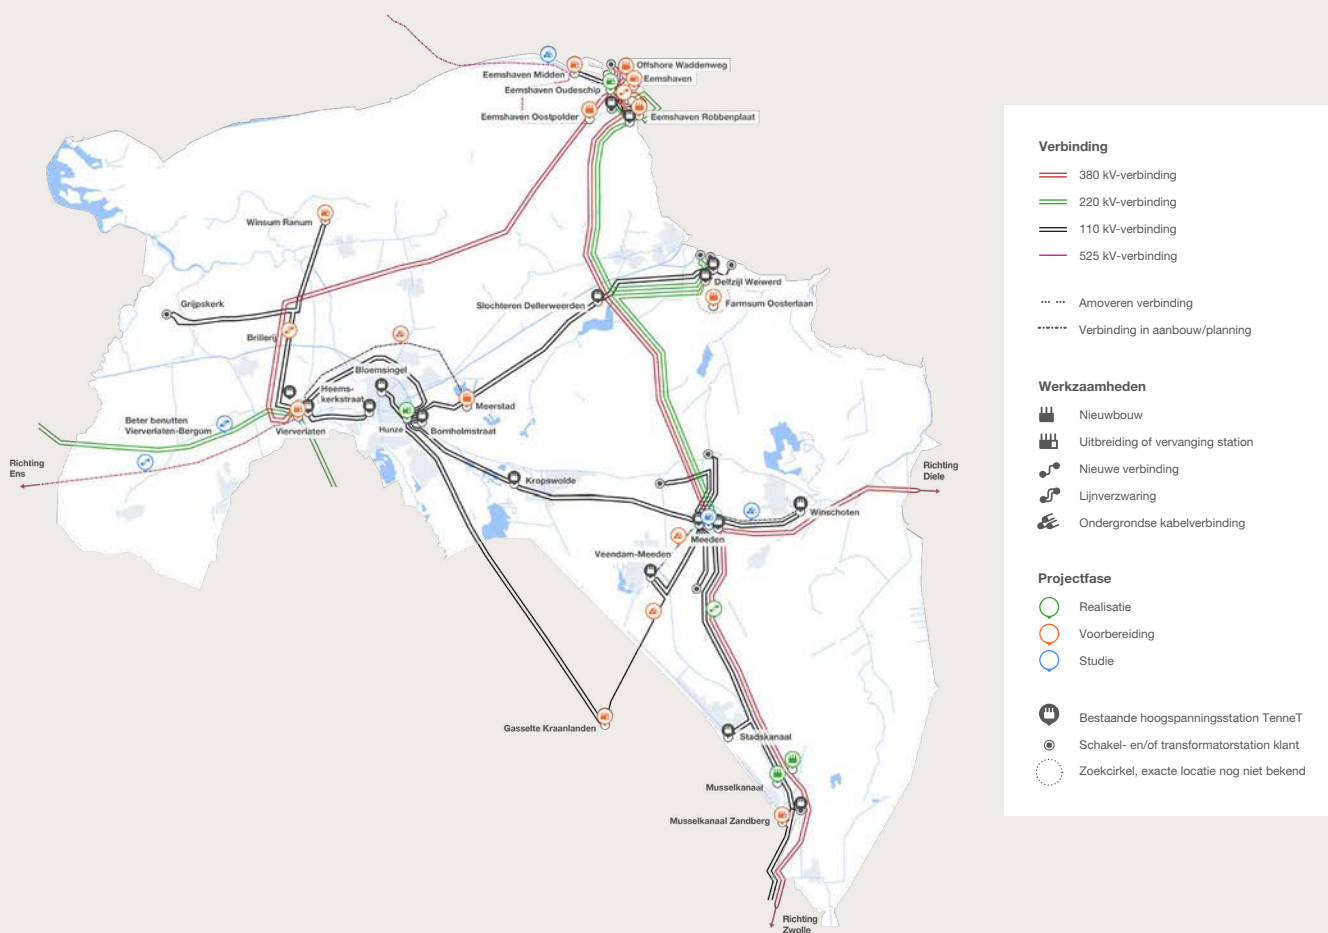 Offshore Waddenweg
Eemshaven Midden
Eemshaven
Eemshaven Oudeschip
Eemshaven Oostpolder
Eemshaven Robbenplaat
Winsum Ranum
Delfzijl Weiwerd
Grijpskerk
Slochteren Dellerweerden
Farmsum Oosterlaan
Brillerij
Bloemsingel
Heems-
kerkstraat
Meerstad
Beter benutten
Vierverlaten-Bergum
Vierverlaten
Hunze
Bornholmstraat
Richting
Ens
Richting
Diele
Kropswolde
Winschoten
Meeden
Veendam-Meeden
Gasselte Kraanlanden
Stadskanaal
Musselkanaal
Musselkanaal Zandberg
Richting
Zwolle
Verbinding
380 kV-verbinding
220 kV-verbinding
110 kV-verbinding
525 kV-verbinding
Amoveren verbinding
Verbinding in aanbouw/planning
Werkzaamheden
Nieuwbouw
Uitbreiding of vervanging station
Nieuwe verbinding
Lijnverzwaring
Ondergrondse kabelverbinding
Projectfase
Realisatie
Voorbereiding
Studie
Bestaande hoogspanningsstation TenneT
Schakel- en/of transformatorstation klant
Zoekcirkel, exacte locatie nog niet bekend